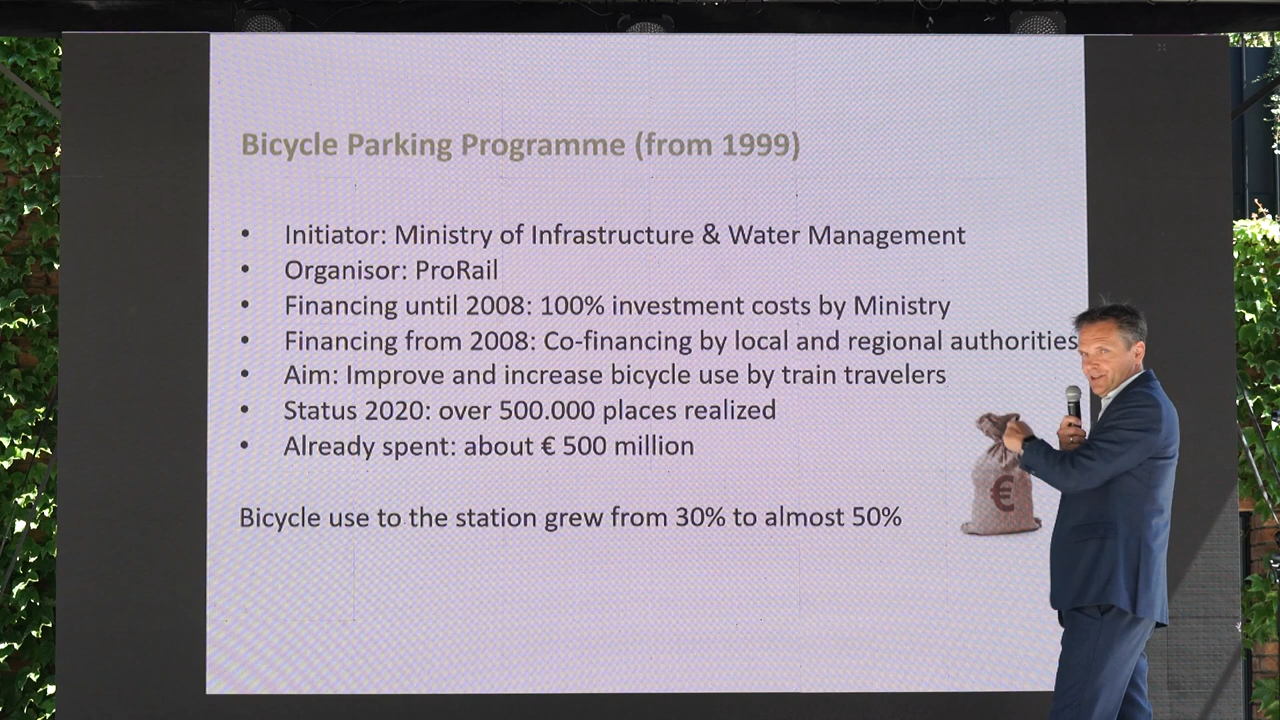 Bicycle Parking Programme (from 1999)
• Initiator: Ministry of Infrastructure & Water Management
• Organisor: ProRail
• Financing until 2008: 100% investment costs by Ministry
• Financing from 2008: Co-financing by local and regional authorities
• Aim: Improve and increase bicycle use by train travelers
• Status 2020: over 500.000 places realized
• Already spent: about € 500 million
€
Bicycle use to the station grew from 30% to almost 50%